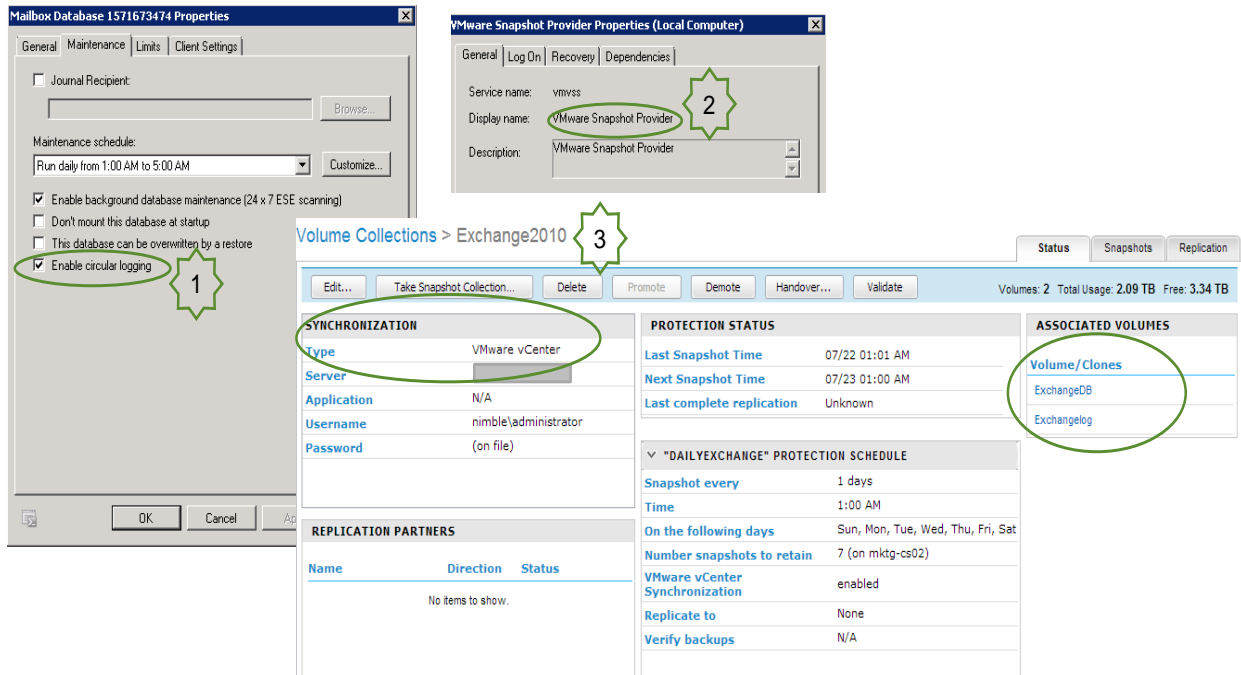 Mailbox Database 1571673474 Properties
General Maintenance Limits Client Settings
Journal Recipient:
Browse...
Maintenance schedule:
Run daily from 1:00 AM to 5:00 AM Customize...
Enable background database maintenance (24 x 7 ESE scanning)
Don't mount this database at startup
This database can be overwritten by a restore
Enable circular logging
1
OK Cancel Ap
VMware Snapshot Provider Properties (Local Computer)
General Log On Recovery Dependencies
Service name: vmvss
Display name: VMware Snapshot Provider
Description: VMware Snapshot Provider
2
Volume Collections > Exchange2010
3
Status Snapshots Replication
Edit... Take Snapshot Collection... Delete Promote Demote Handover... Validate Volumes: 2 Total Usage: 2.09 TB Free: 3.34 TB
SYNCHRONIZATION
Type VMware vCenter
Server
Application N/A
Username nimble\administrator
Password (on file)
REPLICATION PARTNERS
Name Direction Status
No items to show.
PROTECTION STATUS
Last Snapshot Time 07/22 01:01 AM
Next Snapshot Time 07/23 01:00 AM
Last complete replication Unknown
"DAILYEXCHANGE" PROTECTION SCHEDULE
Snapshot every 1 days
Time 1:00 AM
On the following days Sun, Mon, Tue, Wed, Thu, Fri, Sat
Number snapshots to retain 7 (on mktg-cs02)
VMware vCenter
Synchronization enabled
Replicate to None
Verify backups N/A
ASSOCIATED VOLUMES
Volume/Clones
ExchangeDB
Exchangelog